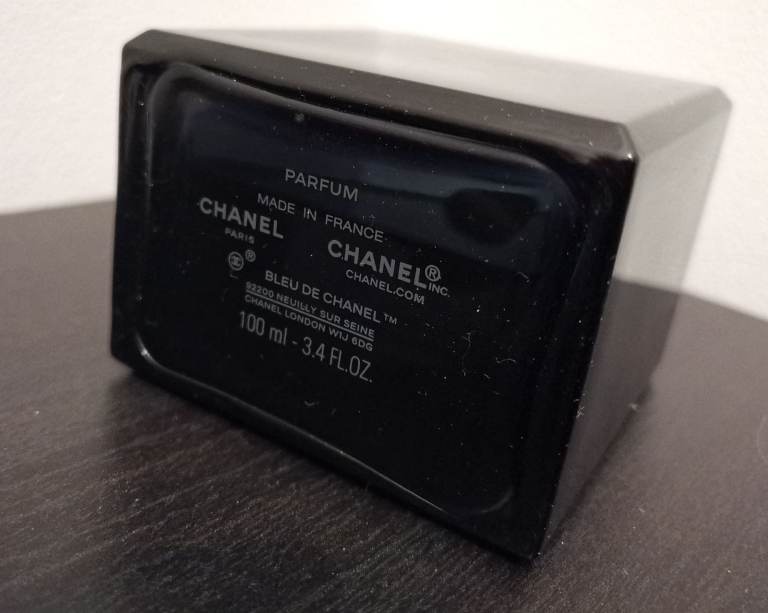 PARFUM
MADE IN FRANCE
CHANEL
PARIS
CHANEL® INC.
CHANEL.COM
®
BLEU DE CHANEL™
92200 NEUILLY SUR SEINE
CHANEL LONDON W1J 6DG
100 ml - 3.4 FL.OZ.